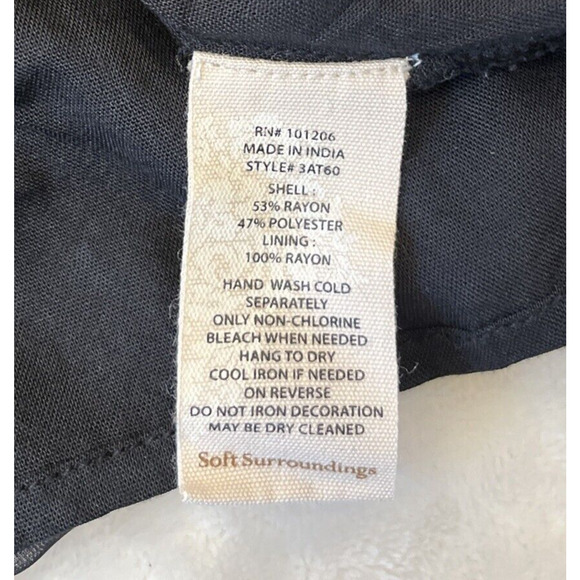 RN# 101206
MADE IN INDIA
STYLE# 3AT60
SHELL :
53% RAYON
47% POLYESTER
LINING :
100% RAYON
HAND WASH COLD
SEPARATELY
ONLY NON-CHLORINE
BLEACH WHEN NEEDED
HANG TO DRY
COOL IRON IF NEEDED
ON REVERSE
DO NOT IRON DECORATION
MAY BE DRY CLEANED
Soft Surroundings